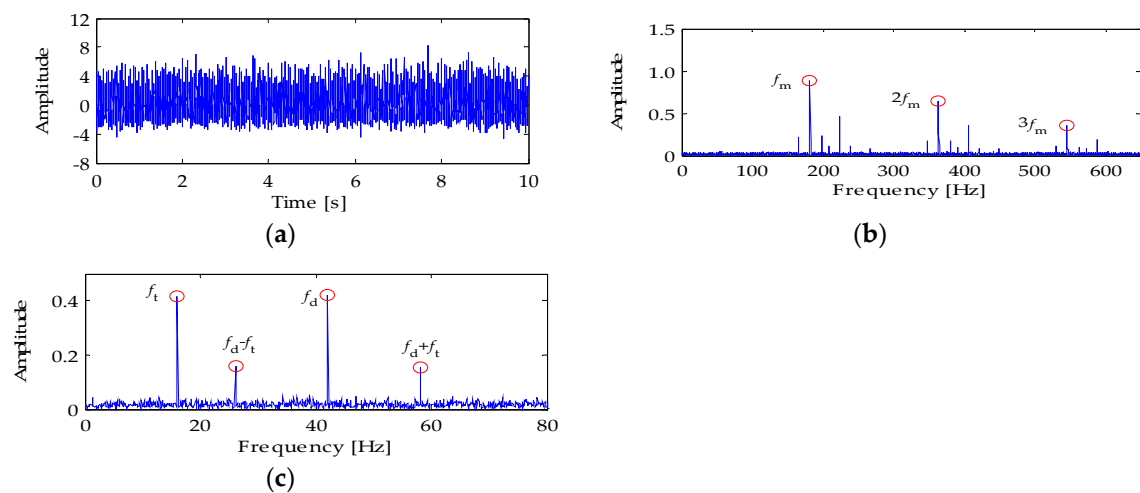 12
8
4
0
-4
-8
Amplitude
0 2 4 6 8 10
Time [s]
(a)
1.5
1.0
0.5
0
Amplitude
fm
2fm
3fm
0 100 200 300 400 500 600
Frequency [Hz]
(b)
0.4
0.2
0
Amplitude
ft
fd-ft
fd
fd+ft
0 20 40 60 80
Frequency [Hz]
(c)